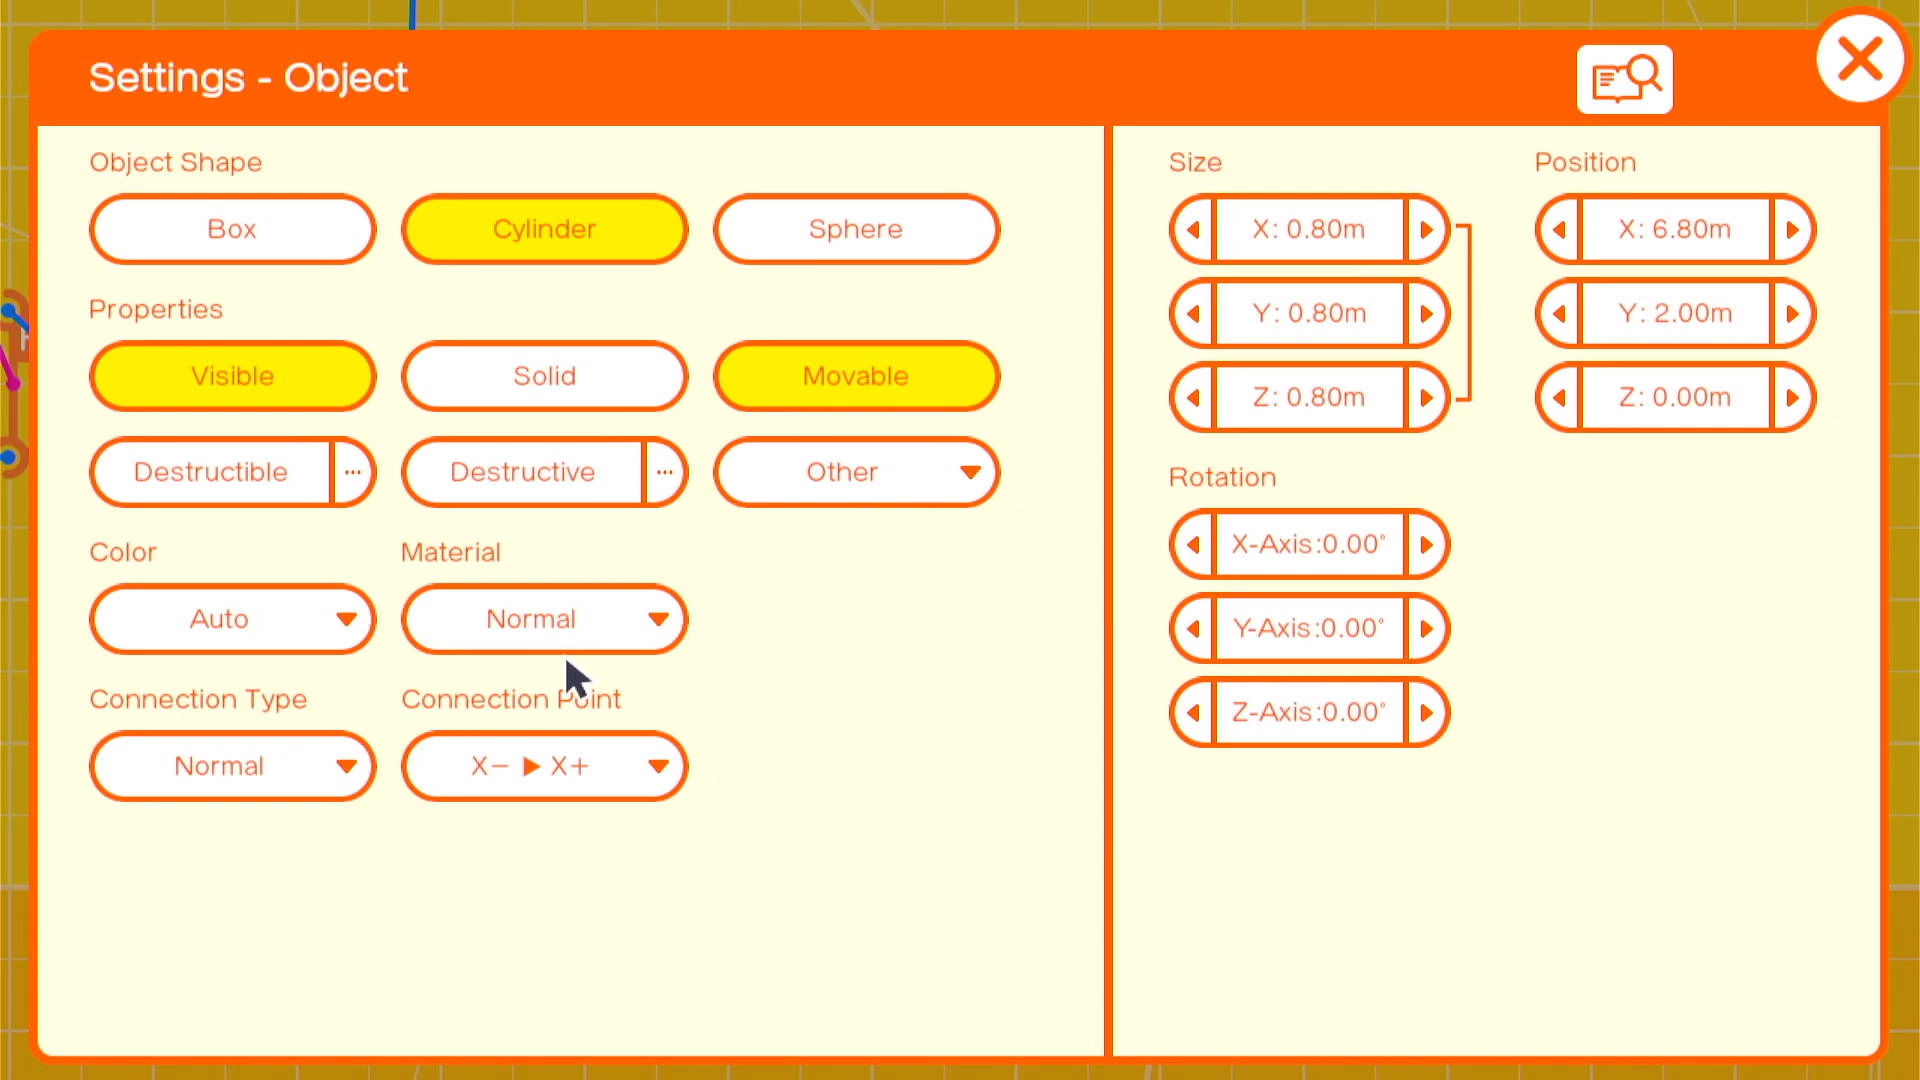 Settings - Object
Object Shape
Box
Cylinder
Sphere
Properties
Visible
Solid
Movable
Destructible
...
Destructive
...
Other
Color
Material
Auto
Normal
Connection Type
Connection Point
Normal
X− ▶ X+
Size
X: 0.80m
Y: 0.80m
Z: 0.80m
Position
X: 6.80m
Y: 2.00m
Z: 0.00m
Rotation
X-Axis:0.00°
Y-Axis:0.00°
Z-Axis:0.00°